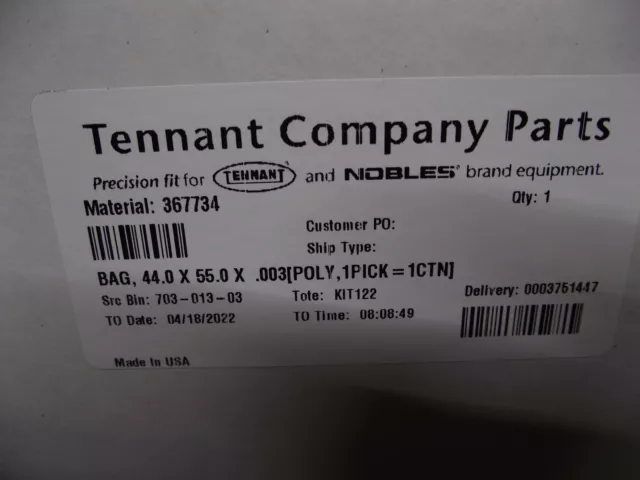 Tennant Company Parts
Precision fit for TENNANT and NOBLES® brand equipment.
Material: 367734
Qty: 1
Customer PO:
Ship Type:
BAG, 44.0 X 55.0 X .003[POLY,1PICK=1CTN]
Src Bin: 703-013-03 Tote: KIT122 Delivery: 0003751447
TO Date: 04/18/2022 TO Time: 08:08:49
Made In USA